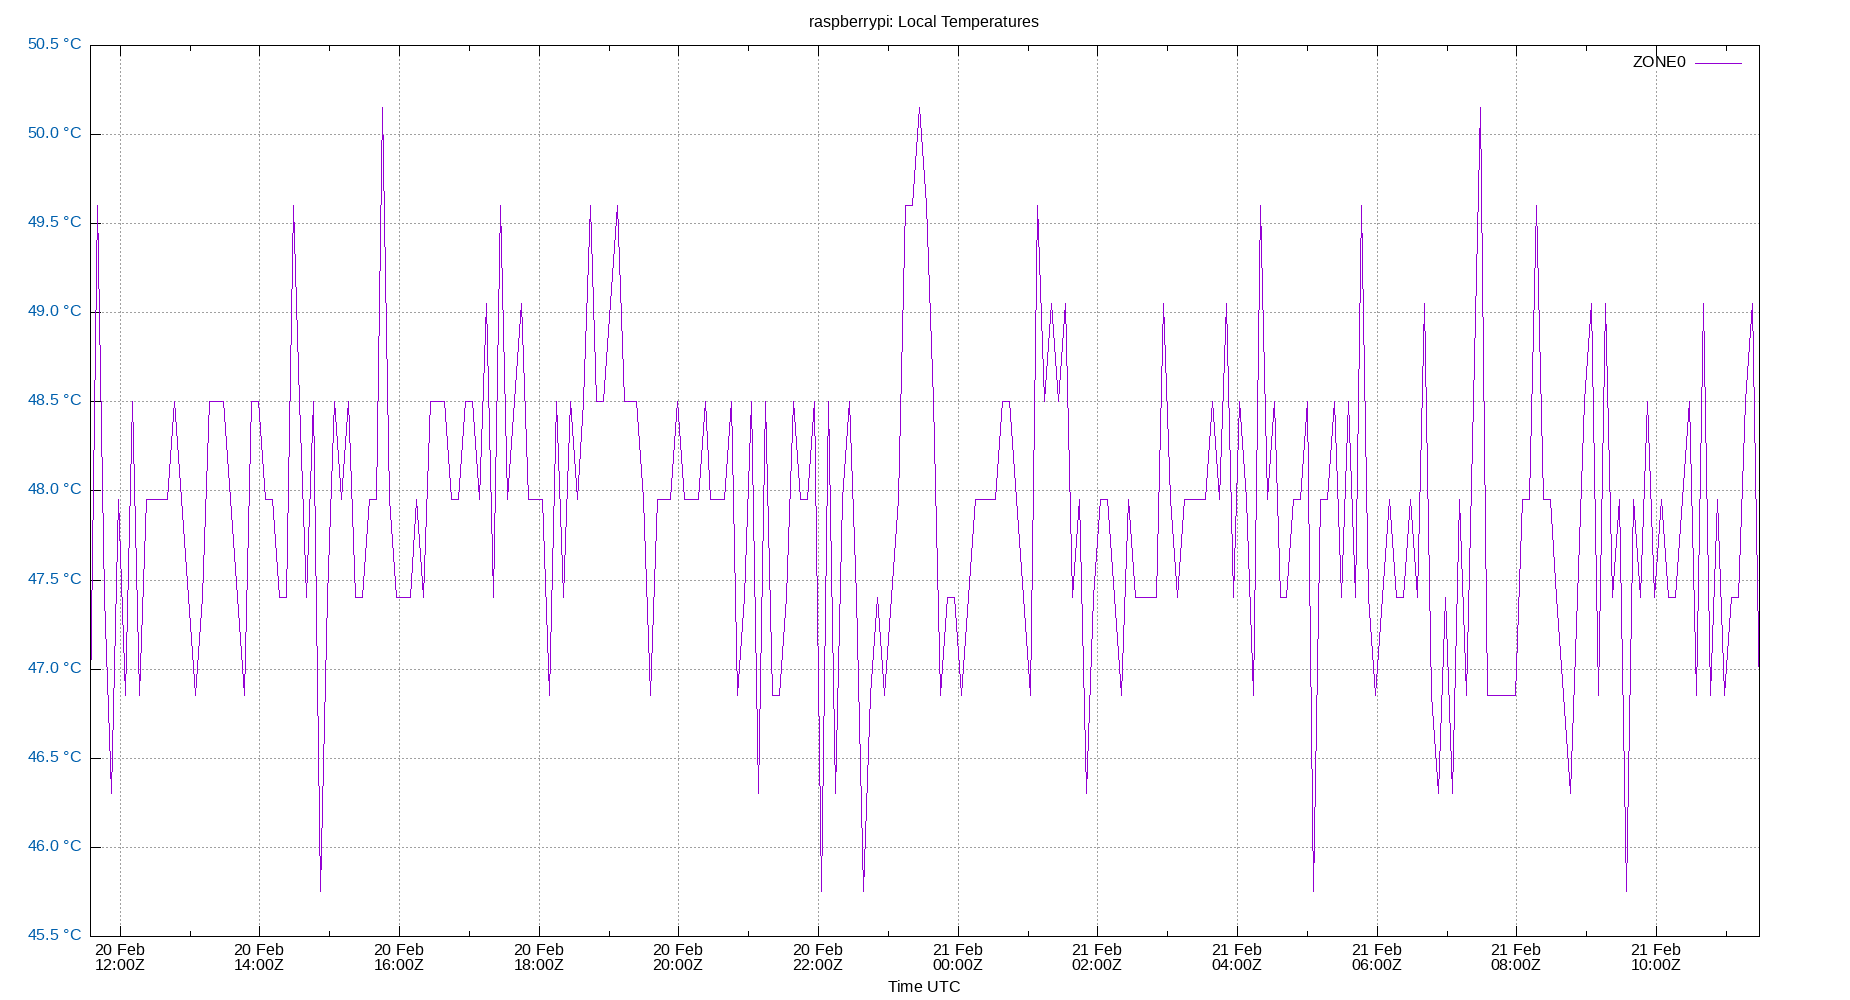 raspberrypi: Local Temperatures
50.5 °C
ZONE0
50.0 °C
49.5 °C
49.0 °C
48.5 °C
48.0 °C
47.5 °C
47.0 °C
46.5 °C
46.0 °C
45.5 °C
20 Feb 20 Feb 20 Feb 20 Feb 20 Feb 20 Feb 21 Feb 21 Feb 21 Feb 21 Feb 21 Feb 21 Feb
12:00Z 14:00Z 16:00Z 18:00Z 20:00Z 22:00Z 00:00Z 02:00Z 04:00Z 06:00Z 08:00Z 10:00Z
Time UTC